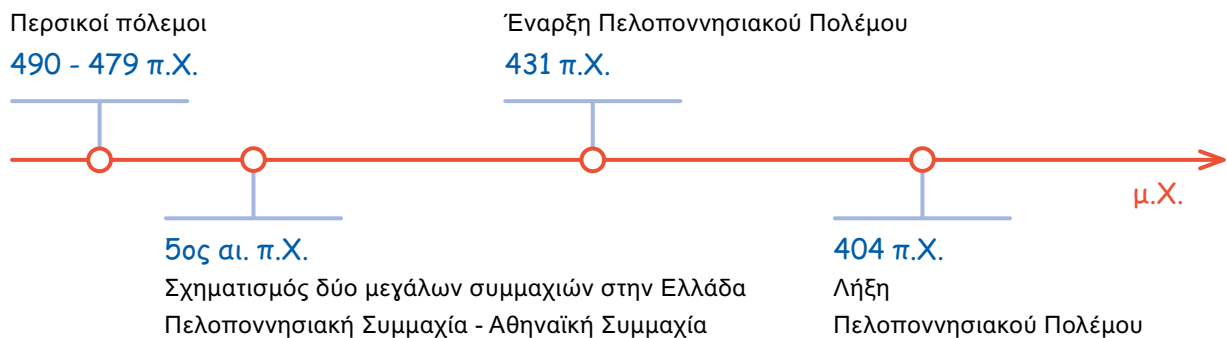 Περσικοί πόλεμοι
490 - 479 π.Χ.
Έναρξη Πελοποννησιακού Πολέμου
431 π.Χ.
μ.Χ.
5ος αι. π.Χ.
Σχηματισμός δύο μεγάλων συμμαχιών στην Ελλάδα
Πελοποννησιακή Συμμαχία - Αθηναϊκή Συμμαχία
404 π.Χ.
Λήξη
Πελοποννησιακού Πολέμου